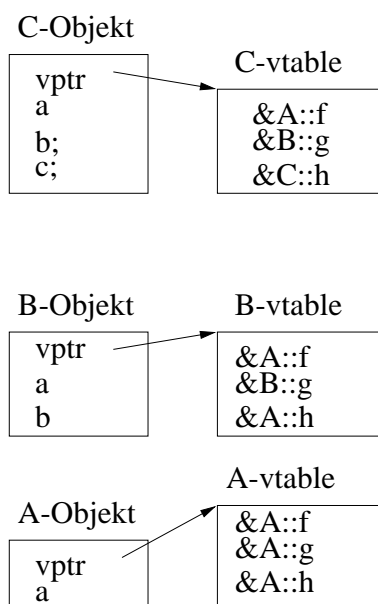 C-Objekt
C-vtable
vptr
a
b;
c;
&A::f
&B::g
&C::h
B-Objekt
B-vtable
vptr
a
b
&A::f
&B::g
&A::h
A-vtable
A-Objekt
&A::f
&A::g
&A::h
vptr
a